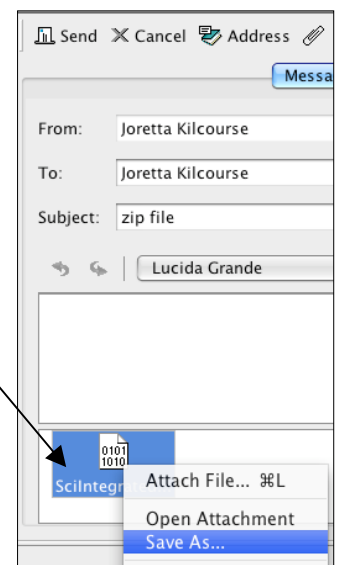 Send Cancel Address
Messa
From: Joretta Kilcourse
To: Joretta Kilcourse
Subject: zip file
Lucida Grande
0101
1010
Attach File... ⌘L
Open Attachment
Save As...